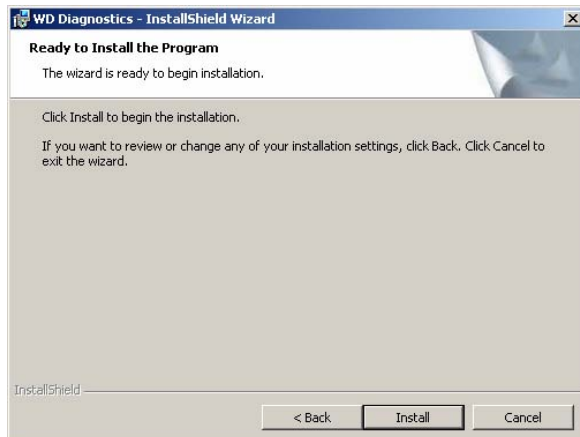 WD Diagnostics - InstallShield Wizard
Ready to Install the Program
The wizard is ready to begin installation.
Click Install to begin the installation.
If you want to review or change any of your installation settings, click Back. Click Cancel to
exit the wizard.
InstallShield
< Back Install Cancel